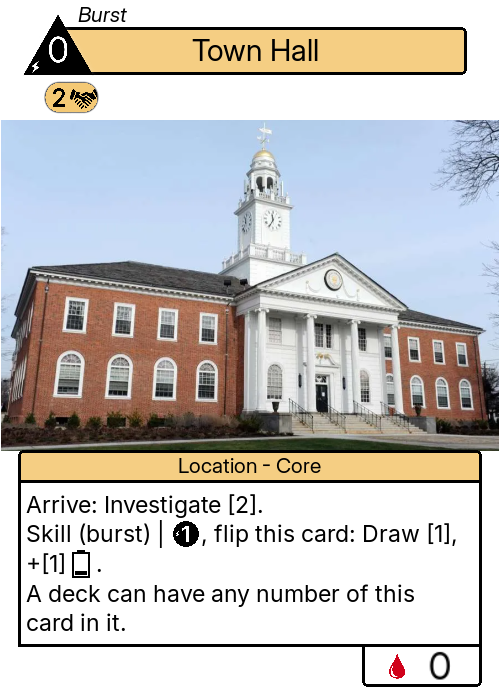 Burst
0
Town Hall
2
Location - Core
Arrive: Investigate [2].
Skill (burst) | 1, flip this card: Draw [1],
+[1] .
A deck can have any number of this
card in it.
0